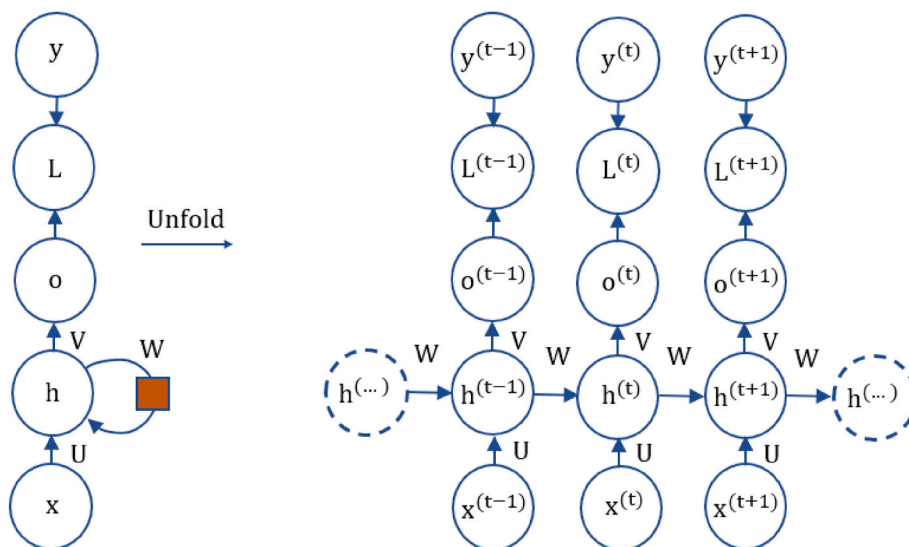 y
L
Unfold
o
V
W
h
U
x
y(t−1) y(t) y(t+1)
L(t−1) L(t) L(t+1)
o(t−1) o(t) o(t+1)
W V W V W V W
h(…) h(t−1) h(t) h(t+1) h(…)
U U U
x(t−1) x(t) x(t+1)